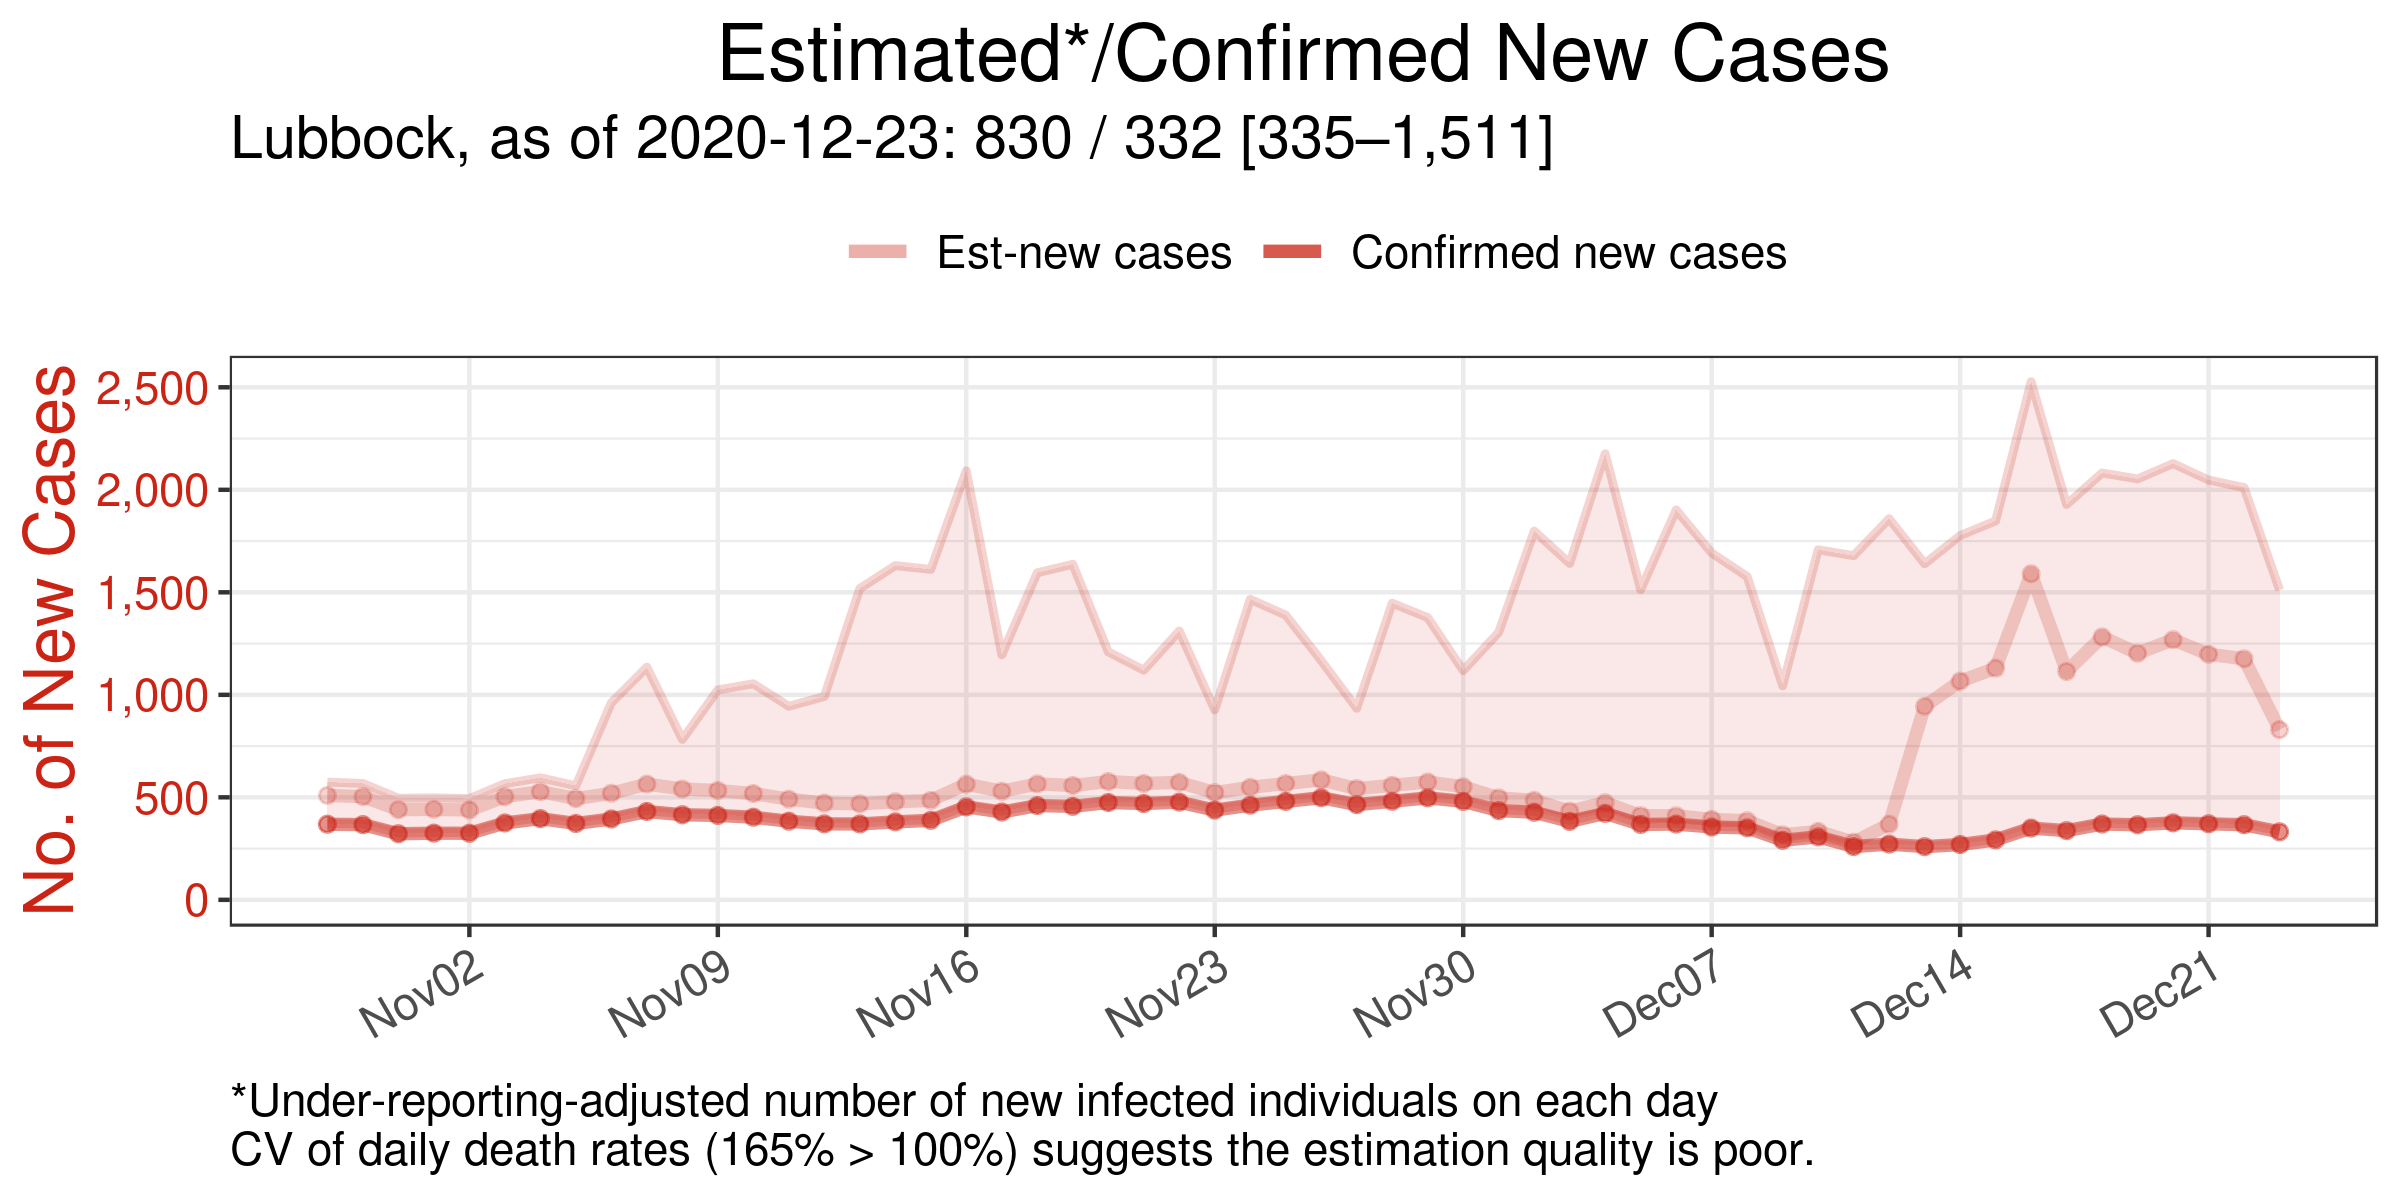 Estimated*/Confirmed New Cases
Lubbock, as of 2020-12-23: 830 / 332 [335–1,511]
Est-new cases
Confirmed new cases
No. of New Cases
2,500
2,000
1,500
1,000
500
0
Nov02
Nov09
Nov16
Nov23
Nov30
Dec07
Dec14
Dec21
*Under-reporting-adjusted number of new infected individuals on each day
CV of daily death rates (165% > 100%) suggests the estimation quality is poor.